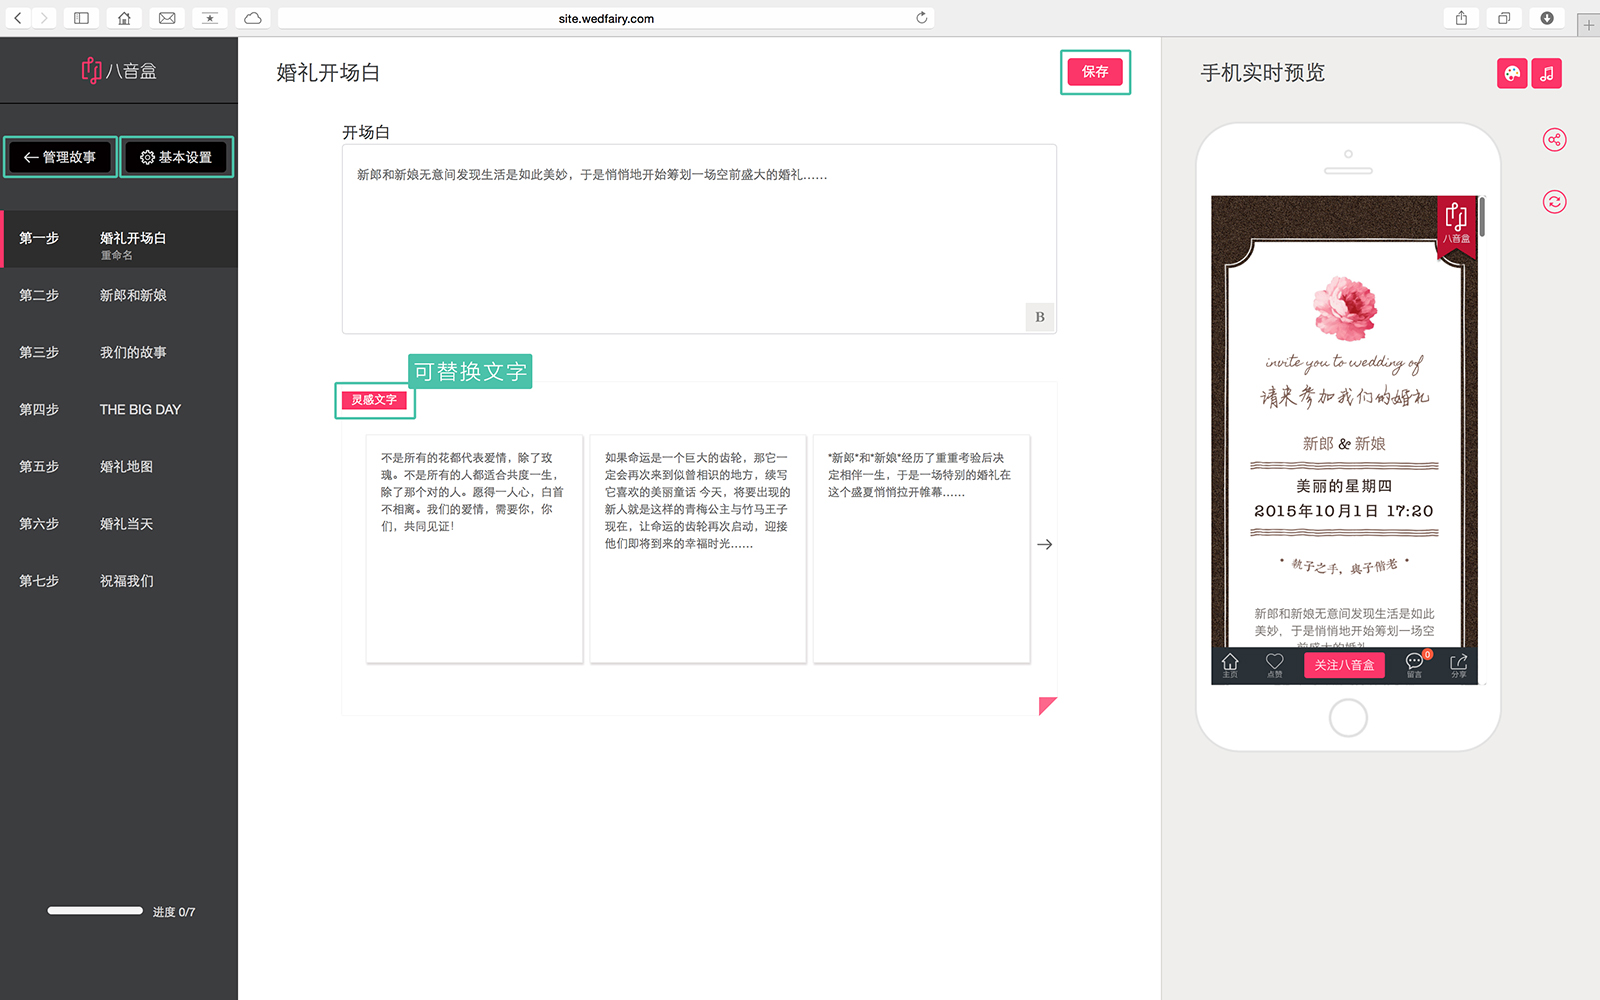 site.wedfairy.com
八音盒
管理故事
基本设置
第一步 婚礼开场白
重命名
第二步 新郎和新娘
第三步 我们的故事
第四步 THE BIG DAY
第五步 婚礼地图
第六步 婚礼当天
第七步 祝福我们
进度 0/7
婚礼开场白
保存
开场白
新郎和新娘无意间发现生活是如此美妙，于是悄悄地开始筹划一场空前盛大的婚礼……
B
可替换文字
灵感文字
不是所有的花都代表爱情，除了玫
瑰。不是所有的人都适合共度一生，
除了那个对的人。愿得一人心，白首
不相离。我们的爱情，需要你，你
们，共同见证！
如果命运是一个巨大的齿轮，那它一
定会再次来到似曾相识的地方，续写
它喜欢的美丽童话 今天，将要出现的
新人就是这样的青梅公主与竹马王子
现在，让命运的齿轮再次启动，迎接
他们即将到来的幸福时光……
"新郎"和"新娘"经历了重重考验后决
定相伴一生，于是一场特别的婚礼在
这个盛夏悄悄拉开帷幕……
手机实时预览
八音盒
invite you to wedding of
请来参加我们的婚礼
新郎 & 新娘
美丽的星期四
2015年10月1日 17:20
执子之手，与子偕老
新郎和新娘无意间发现生活是如此
美妙，于是悄悄地开始筹划一场空
前盛大的婚礼
主页
点赞
关注八音盒
0
留言
分享